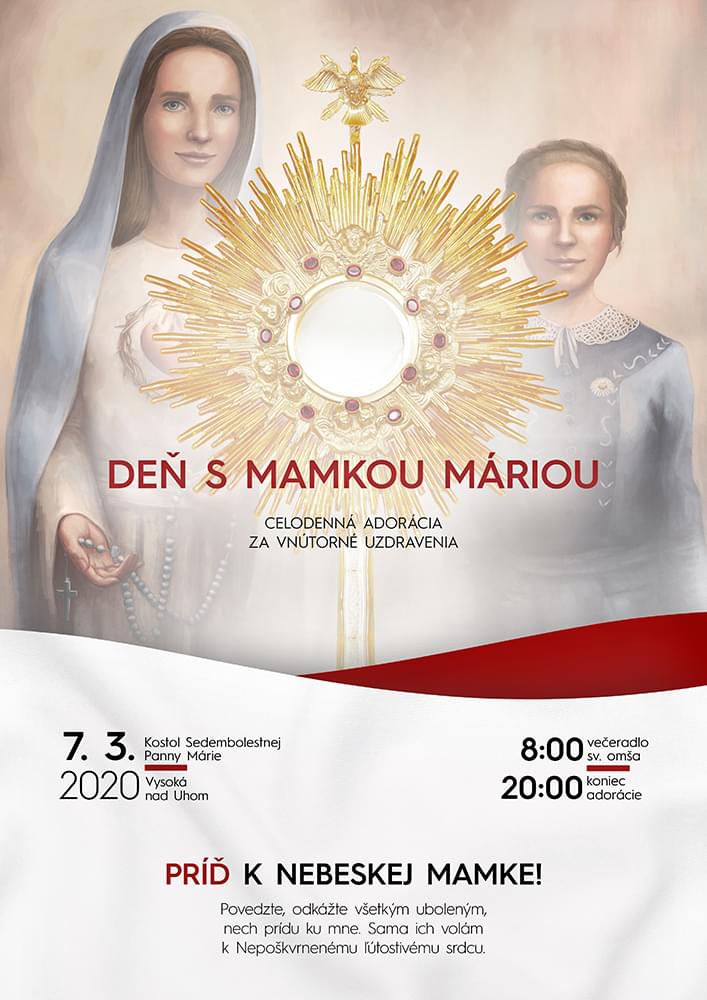 DEŇ S MAMKOU MÁRIOU
CELODENNÁ ADORÁCIA
ZA VNÚTORNÉ UZDRAVENIA
7. 3.
2020
Kostol Sedembolestnej
Panny Márie
Vysoká
nad Uhom
8:00
večeradlo
sv. omša
20:00
koniec
adorácie
PRÍĎ K NEBESKEJ MAMKE!
Povedzte, odkážte všetkým uboleným,
nech prídu ku mne. Sama ich volám
k Nepoškvrnenému ľútostivému srdcu.